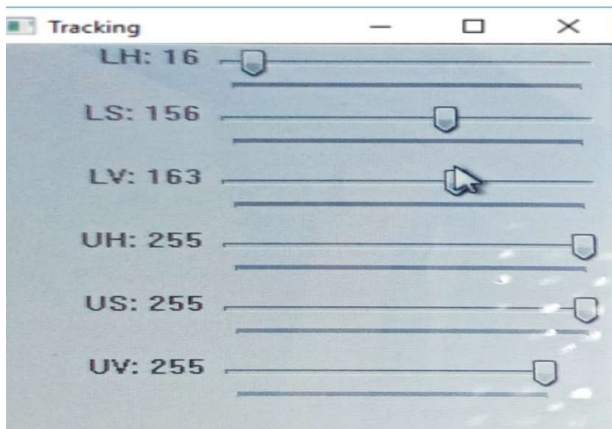 Tracking
LH: 16
LS: 156
LV: 163
UH: 255
US: 255
UV: 255